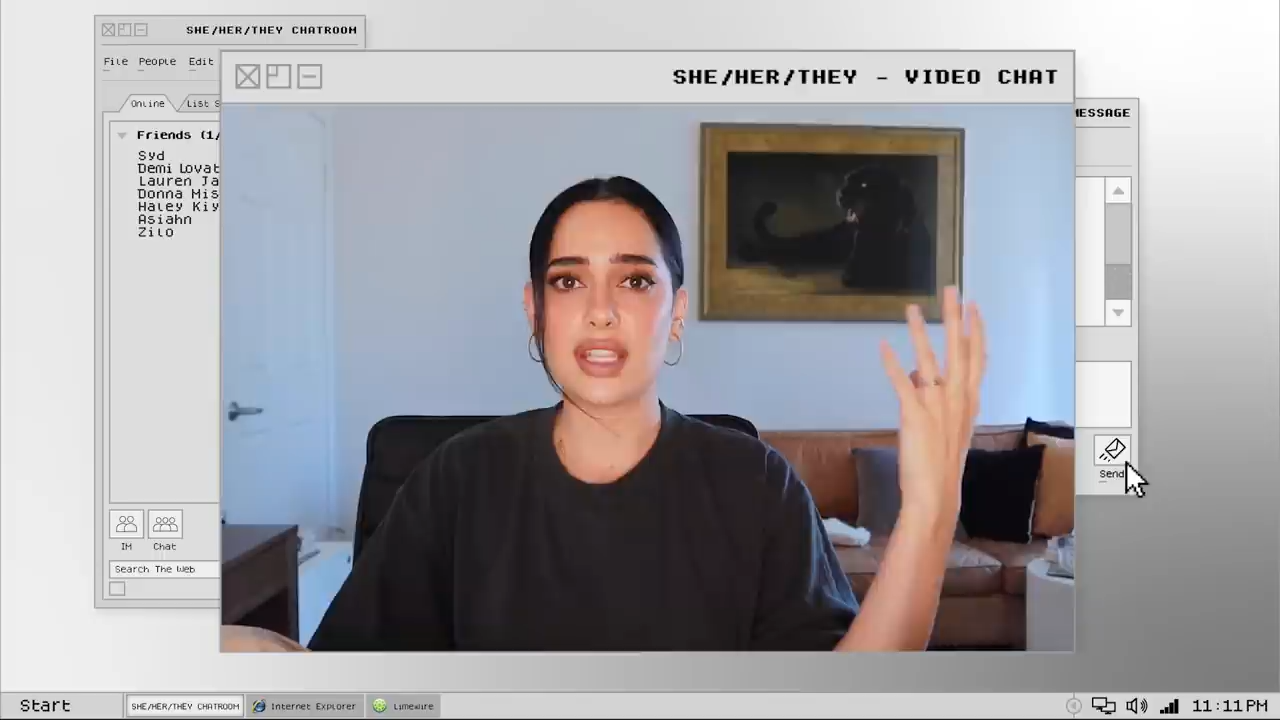 SHE/HER/THEY CHATROOM
File People Edit
SHE/HER/THEY - VIDEO CHAT
Online List S
MESSAGE
Friends (1/
Syd
Demi Lovat
Lauren Ja
Donna Mis
Haley Kiy
Asiahn
Zilo
Send
IM Chat
Search The Web
Start
SHE/HER/THEY CHATROOM
Internet Explorer
Limewire
11:11PM